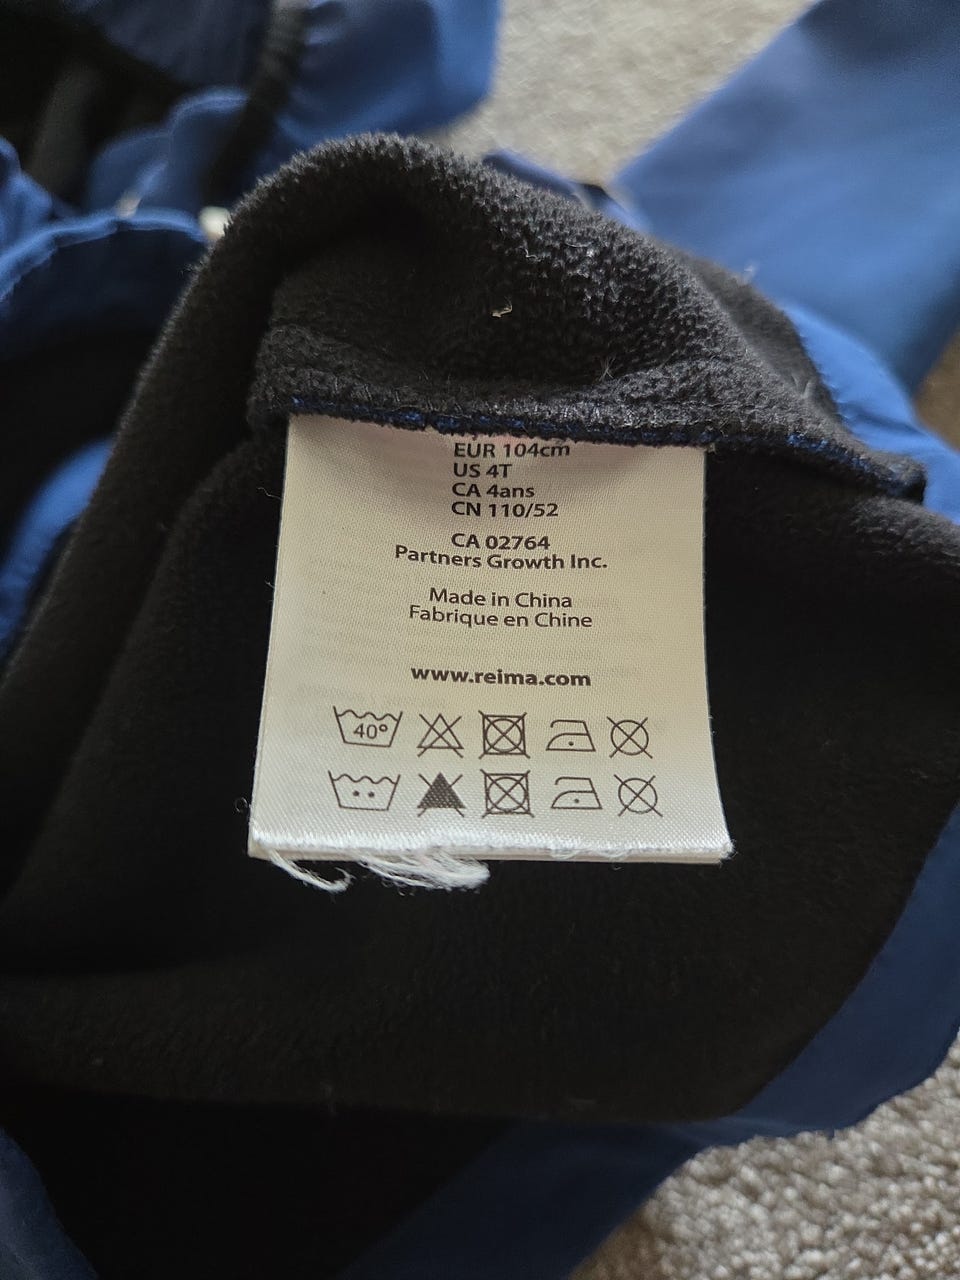 EUR 104cm
US 4T
CA 4ans
CN 110/52
CA 02764
Partners Growth Inc.
Made in China
Fabrique en Chine
www.reima.com
40°